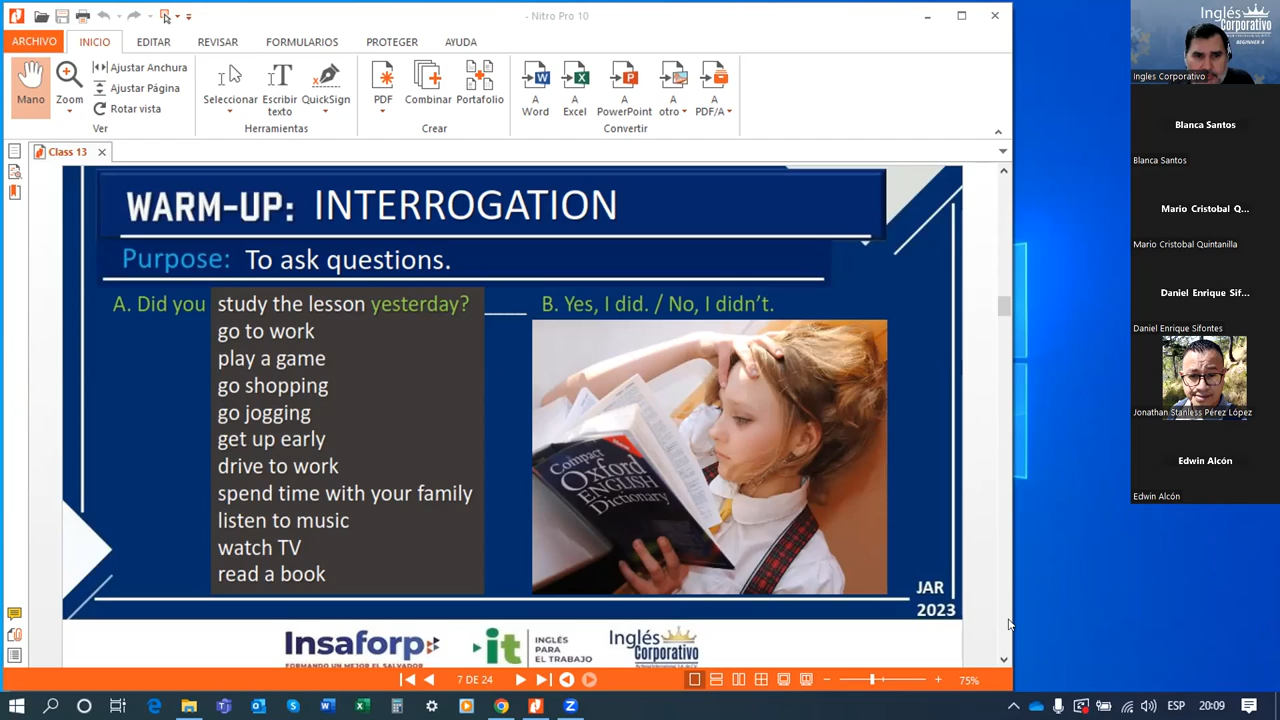 - Nitro Pro 10
ARCHIVO INICIO EDITAR REVISAR FORMULARIOS PROTEGER AYUDA
Mano
Zoom
Ajustar Anchura
Ajustar Página
Rotar vista
Ver
Seleccionar
Escribir texto
QuickSign
Herramientas
PDF
Combinar
Portafolio
Crear
A Word
A Excel
A PowerPoint
A otro
A PDF/A
Convertir
Class 13
WARM-UP: INTERROGATION
Purpose: To ask questions.
A. Did you study the lesson yesterday? ____ B. Yes, I did. / No, I didn't.
go to work
play a game
go shopping
go jogging
get up early
drive to work
spend time with your family
listen to music
watch TV
read a book
Compact
Oxford
ENGLISH
Dictionary
JAR
2023
Insaforp
FORMANDO UN MEJOR EL SALVADOR
it
INGLÉS
PARA
EL TRABAJO
Inglés
Corporativo
7 DE 24
75%
Inglés
Corporativo
BEGINNER 4
Ingles Corporativo
Blanca Santos
Blanca Santos
Mario Cristobal Q...
Mario Cristobal Quintanilla
Daniel Enrique Sif...
Daniel Enrique Sifontes
Jonathan Stanless Pérez López
Edwin Alcón
Edwin Alcón
ESP
20:09